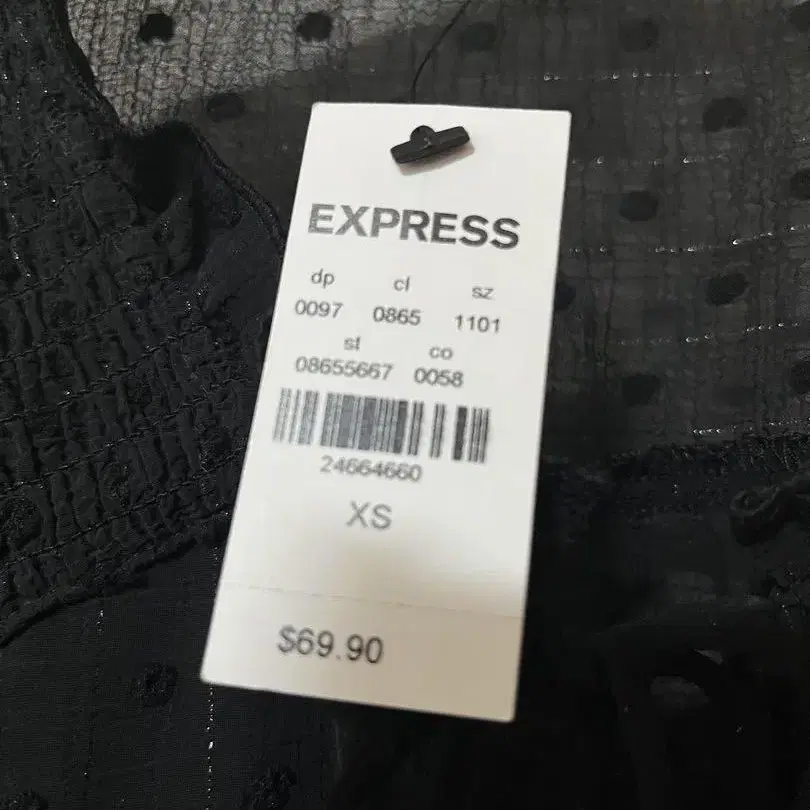 EXPRESS
dp cl sz
0097 0865 1101
st co
08655667 0058
24664660
XS
$69.90